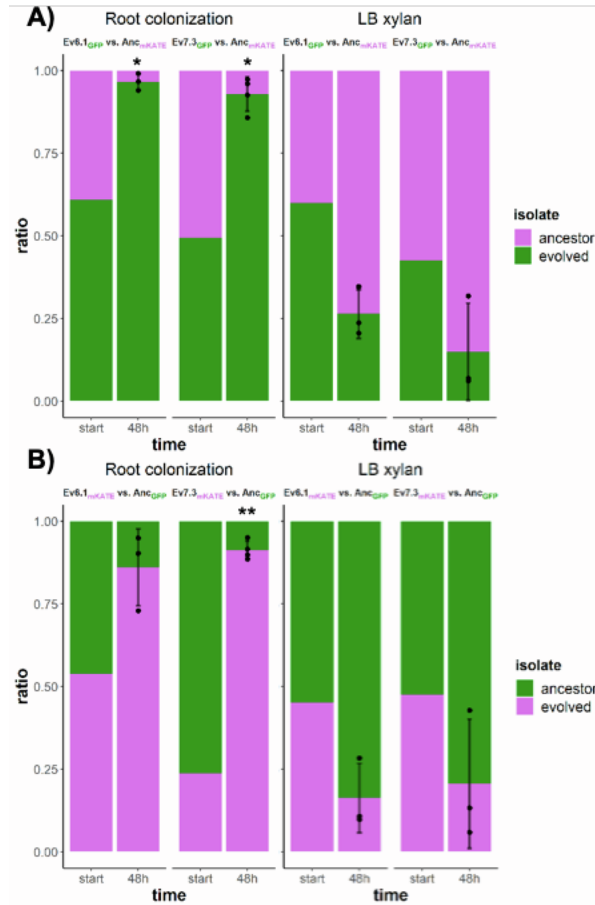 A)
Root colonization LB xylan
Ev6.1GFP vs. AncmKATE Ev7.3GFP vs. AncmKATE Ev6.1GFP vs. AncmKATE Ev7.3GFP vs. AncmKATE
* *
1.00
0.75
0.50
0.25
0.00
ratio
start 48h start 48h start 48h start 48h
time time
isolate
ancestor
evolved
B)
Root colonization LB xylan
Ev6.1mKATE vs. AncGFP Ev7.3mKATE vs. AncGFP Ev6.1mKATE vs. AncGFP Ev7.3mKATE vs. AncGFP
**
1.00
0.75
0.50
0.25
0.00
ratio
start 48h start 48h start 48h start 48h
time time
isolate
ancestor
evolved